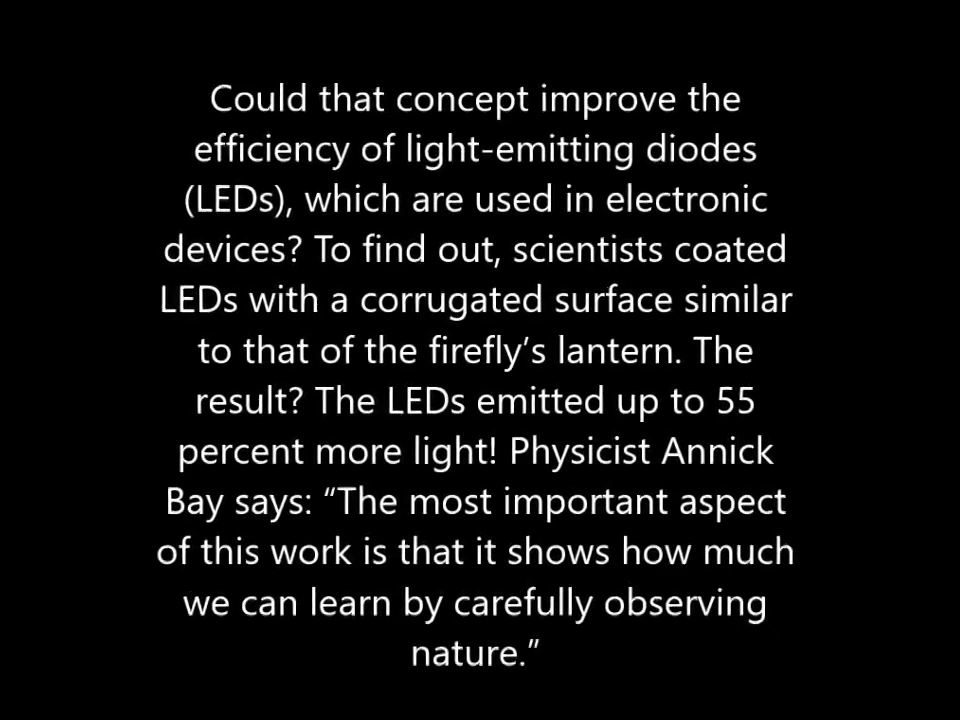 Could that concept improve the
efficiency of light-emitting diodes
(LEDs), which are used in electronic
devices? To find out, scientists coated
LEDs with a corrugated surface similar
to that of the firefly’s lantern. The
result? The LEDs emitted up to 55
percent more light! Physicist Annick
Bay says: “The most important aspect
of this work is that it shows how much
we can learn by carefully observing
nature.”